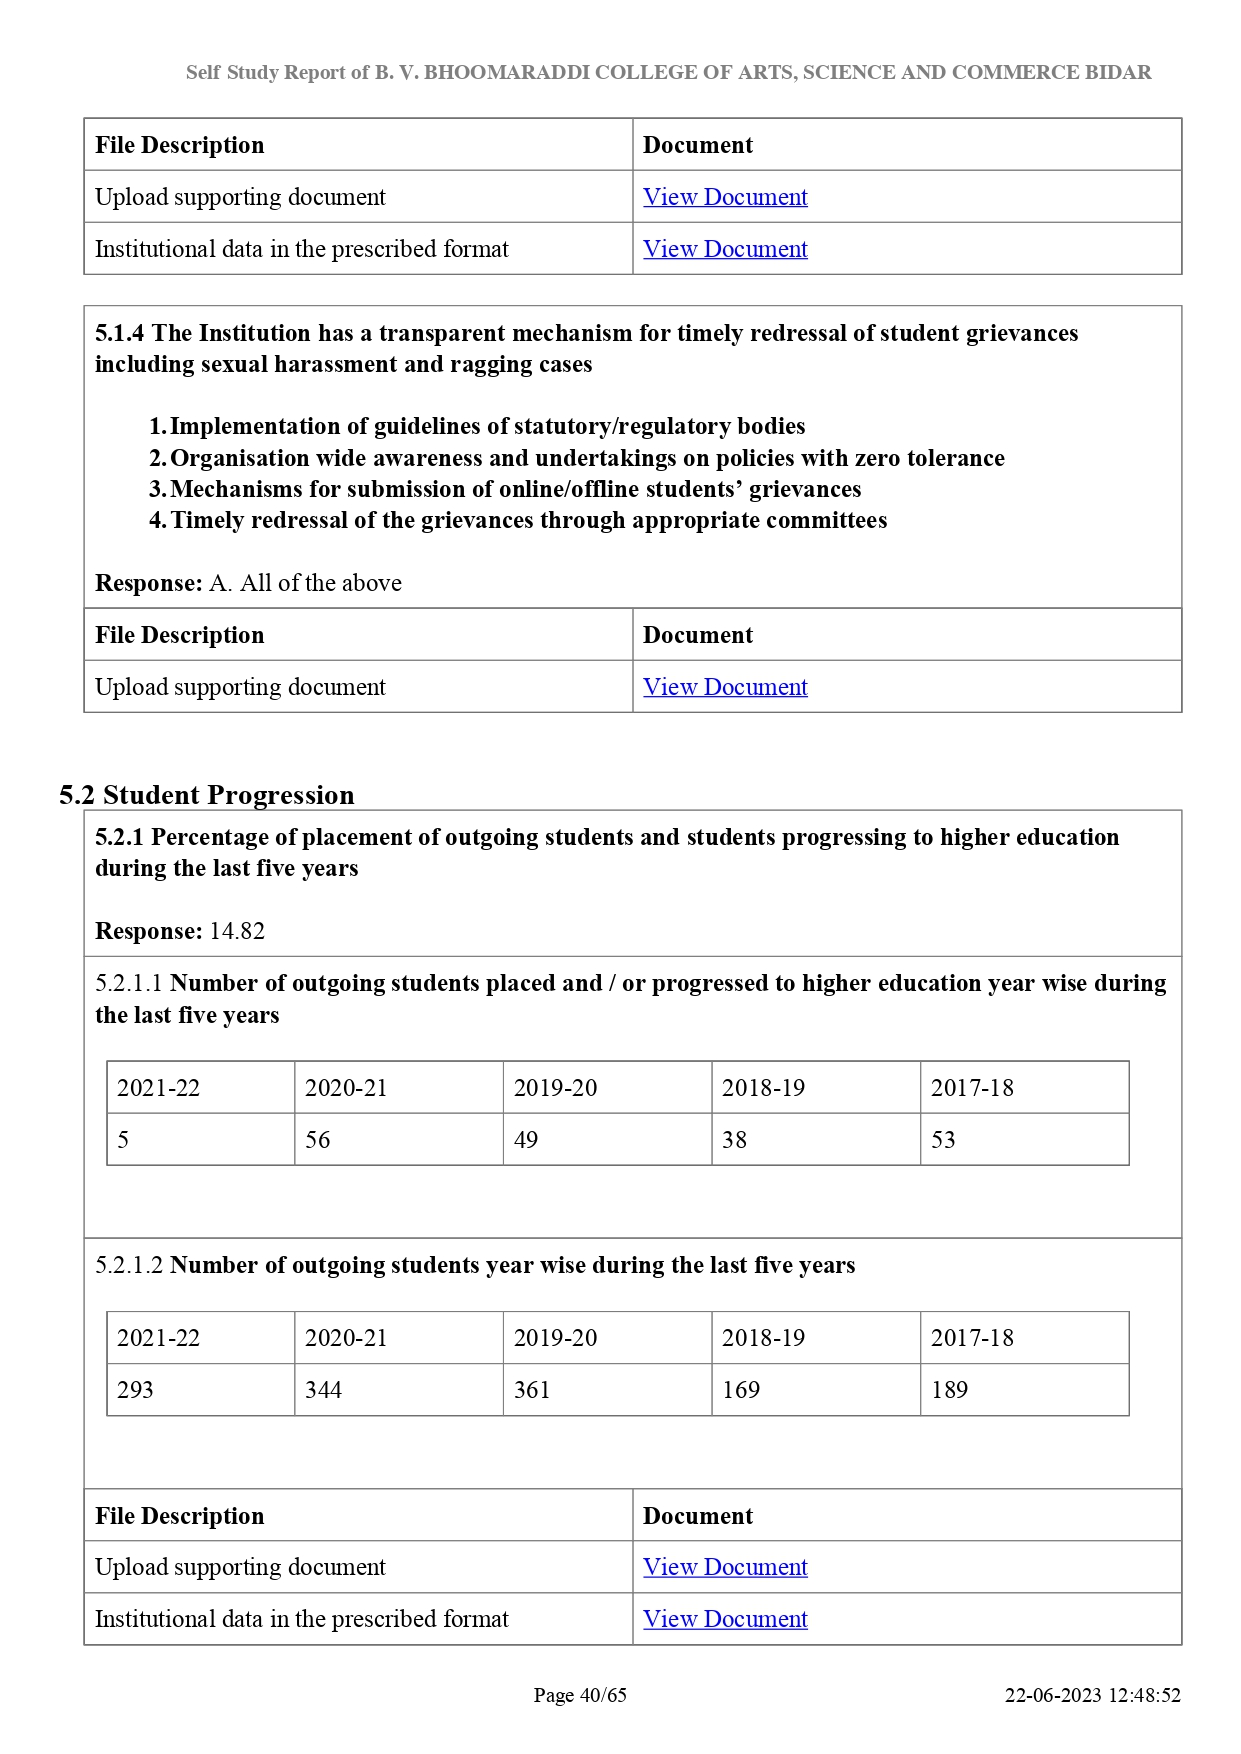 Self Study Report of B. V. BHOOMARADDI COLLEGE OF ARTS, SCIENCE AND COMMERCE BIDAR
File Description Document
Upload supporting document View Document
Institutional data in the prescribed format View Document
5.1.4 The Institution has a transparent mechanism for timely redressal of student grievances
including sexual harassment and ragging cases
1. Implementation of guidelines of statutory/regulatory bodies
2. Organisation wide awareness and undertakings on policies with zero tolerance
3. Mechanisms for submission of online/offline students’ grievances
4. Timely redressal of the grievances through appropriate committees
Response: A. All of the above
File Description Document
Upload supporting document View Document
5.2 Student Progression
5.2.1 Percentage of placement of outgoing students and students progressing to higher education
during the last five years
Response: 14.82
5.2.1.1 Number of outgoing students placed and / or progressed to higher education year wise during
the last five years
2021-22 2020-21 2019-20 2018-19 2017-18
5 56 49 38 53
5.2.1.2 Number of outgoing students year wise during the last five years
2021-22 2020-21 2019-20 2018-19 2017-18
293 344 361 169 189
File Description Document
Upload supporting document View Document
Institutional data in the prescribed format View Document
Page 40/65 22-06-2023 12:48:52